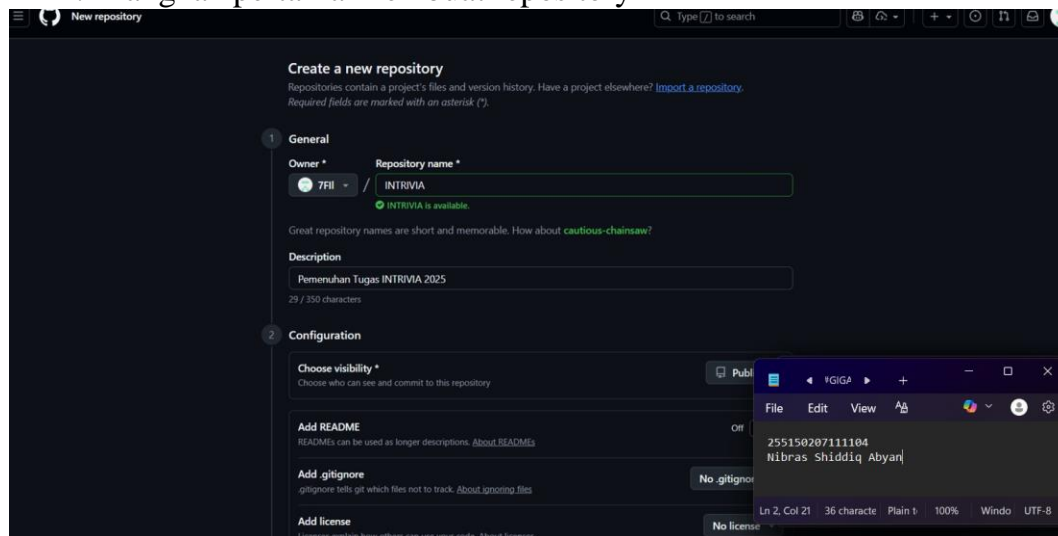 New repository
Type / to search
Create a new repository
Repositories contain a project's files and version history. Have a project elsewhere? Import a repository.
Required fields are marked with an asterisk (*).
1 General
Owner * Repository name *
7FII / INTRIVIA
INTRIVIA is available.
Great repository names are short and memorable. How about cautious-chainsaw?
Description
Pemenuhan Tugas INTRIVIA 2025
29 / 350 characters
2 Configuration
Choose visibility *
Publ
Choose who can see and commit to this repository
Add README
Off
READMEs can be used as longer descriptions. About READMEs
Add .gitignore
No .gitignor
.gitignore tells git which files not to track. About ignoring files
Add license
No license
File Edit View
255150207111104
Nibras Shiddiq Abyan
Ln 2, Col 21 36 characte Plain t 100% Windo UTF-8